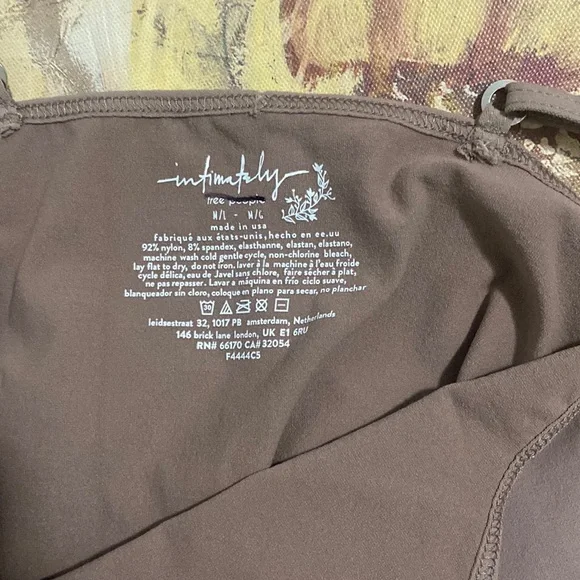 intimately
free people
M/L - M/G
made in usa
fabriqué aux états-unis, hecho en ee.uu
92% nylon, 8% spandex, elasthanne, elastan, elastano,
machine wash cold gentle cycle, non-chlorine bleach,
lay flat to dry, do not iron. laver à la machine à l'eau froide
cycle délica, eau de Javel sans chlore, faire sécher à plat,
ne pas repasser. Lavar a máquina en frío ciclo suave,
blanqueador sin cloro, coloque en plano para secar, no planchar
30
leidsestraat 32, 1017 PB amsterdam, Netherlands
146 brick lane london, UK E1 6RU
RN# 66170 CA# 32054
F4444C5